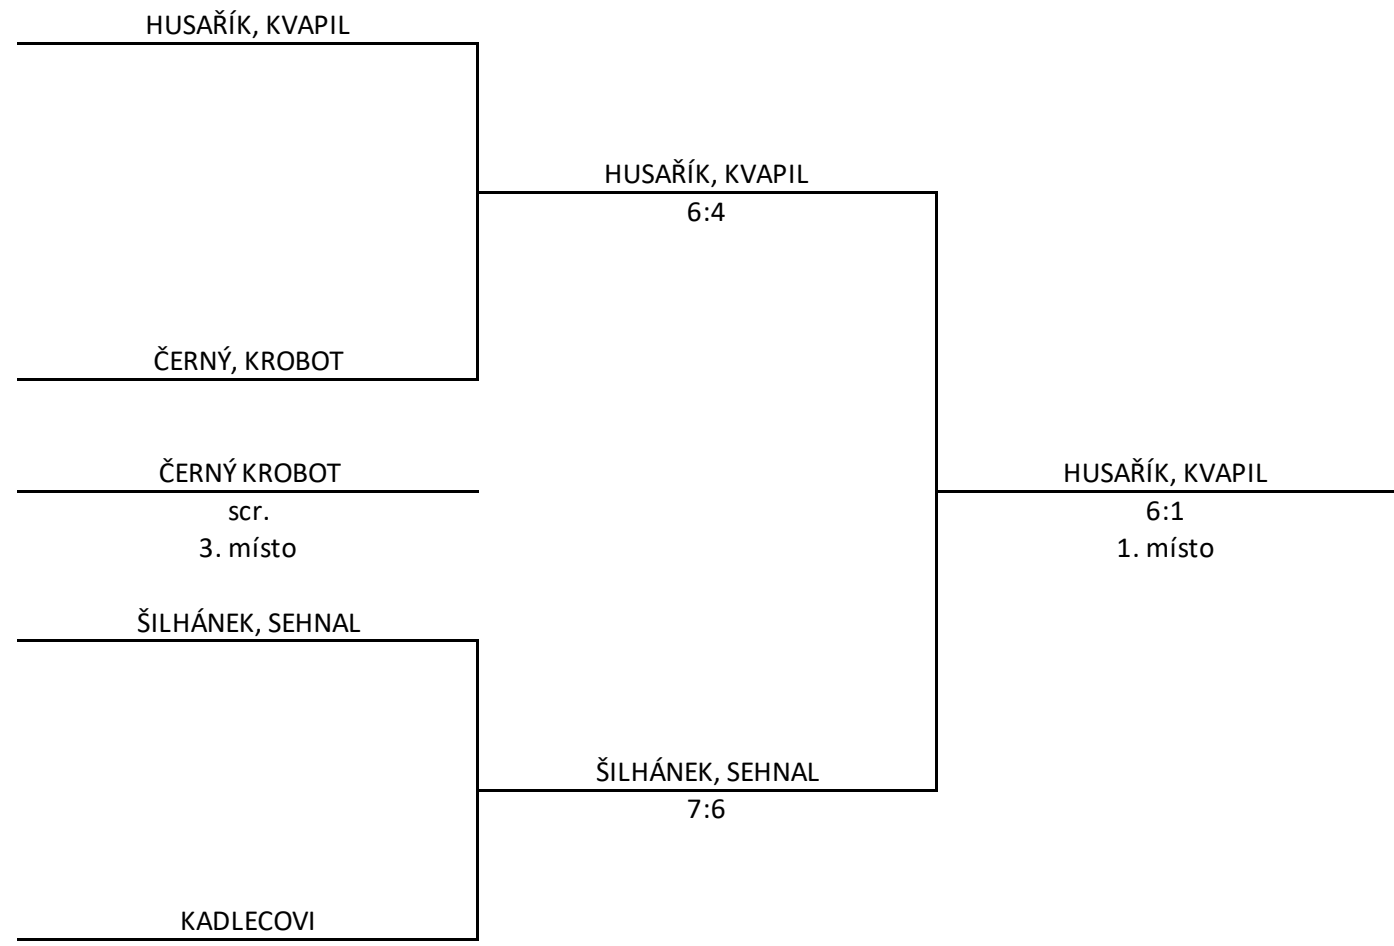 HUSAŘÍK, KVAPIL
HUSAŘÍK, KVAPIL
6:4
ČERNÝ, KROBOT
ČERNÝ KROBOT
scr.
3. místo
HUSAŘÍK, KVAPIL
6:1
1. místo
ŠILHÁNEK, SEHNAL
ŠILHÁNEK, SEHNAL
7:6
KADLECOVI